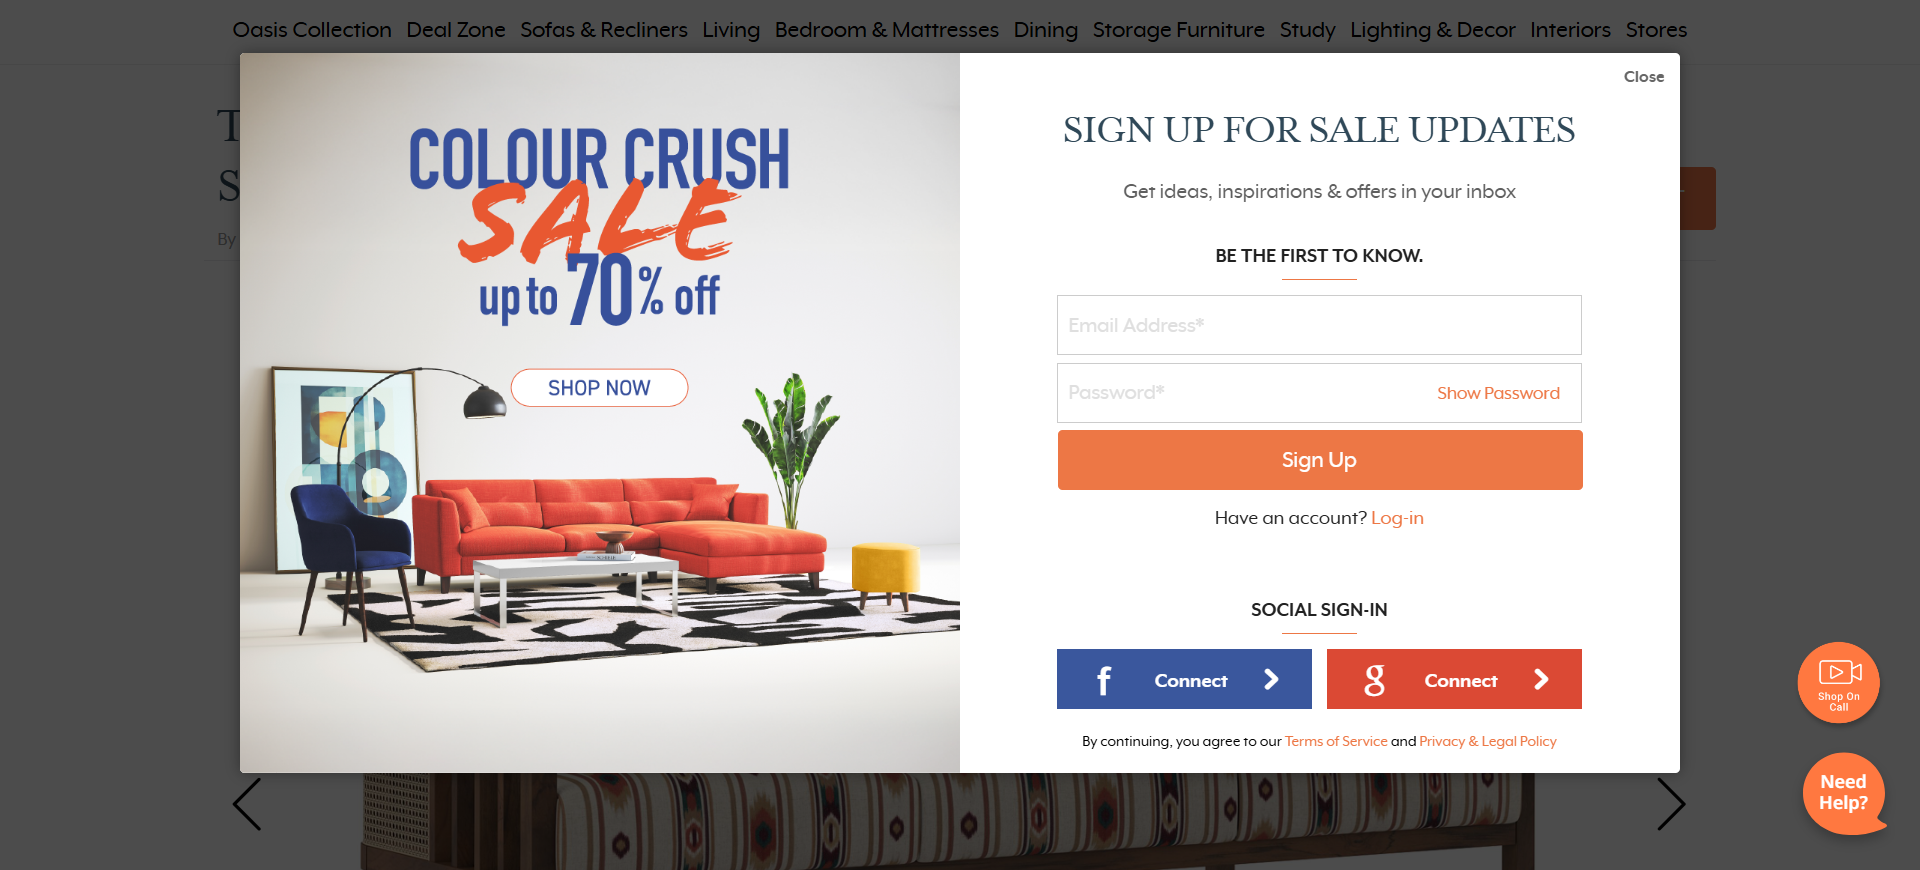 Oasis Collection Deal Zone Sofas & Recliners Living Bedroom & Mattresses Dining Storage Furniture Study Lighting & Decor Interiors Stores
Close
COLOUR CRUSH
SALE
up to 70% off
SHOP NOW
SIGN UP FOR SALE UPDATES
Get ideas, inspirations & offers in your inbox
BE THE FIRST TO KNOW.
Email Address*
Password* Show Password
Sign Up
Have an account? Log-in
SOCIAL SIGN-IN
f Connect
g Connect
By continuing, you agree to our Terms of Service and Privacy & Legal Policy
T
S
By
Shop On
Call
Need
Help?